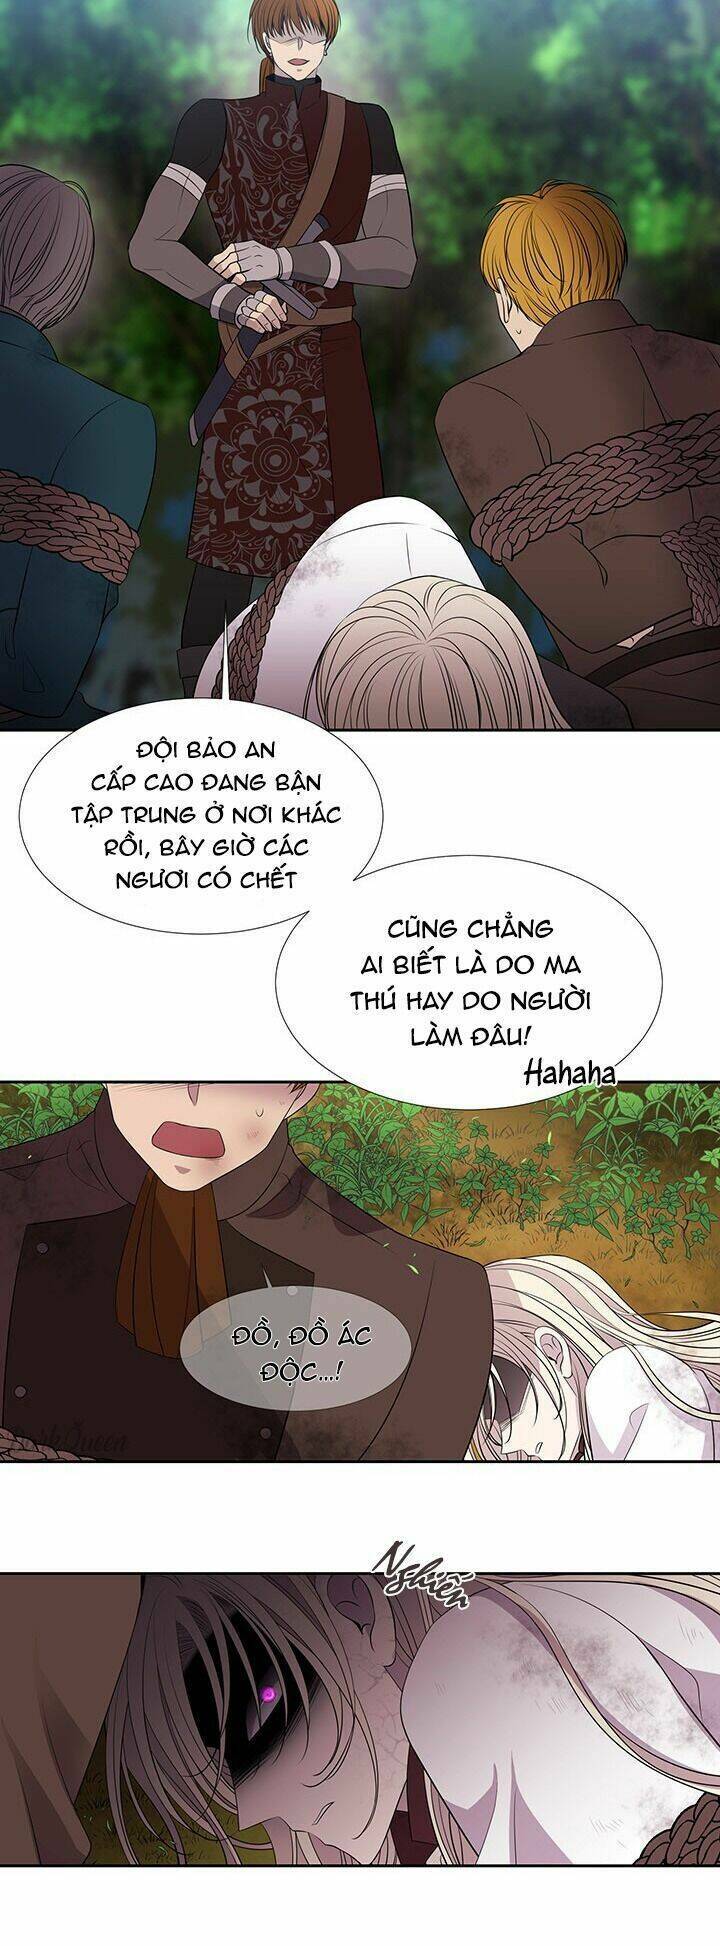 ĐỘI BẢO AN
CẤP CAO ĐANG BẬN
TẬP TRUNG Ở NƠI KHÁC
RỒI, BÂY GIỜ CÁC
NGƯƠI CÓ CHẾT
CŨNG CHẲNG
AI BIẾT LÀ DO MA
THÚ HAY DO NGƯỜI
LÀM ĐÂU!
Hahaha
ĐỒ, ĐỒ ÁC
ĐỘC...!
DarkQueen
Nghiến